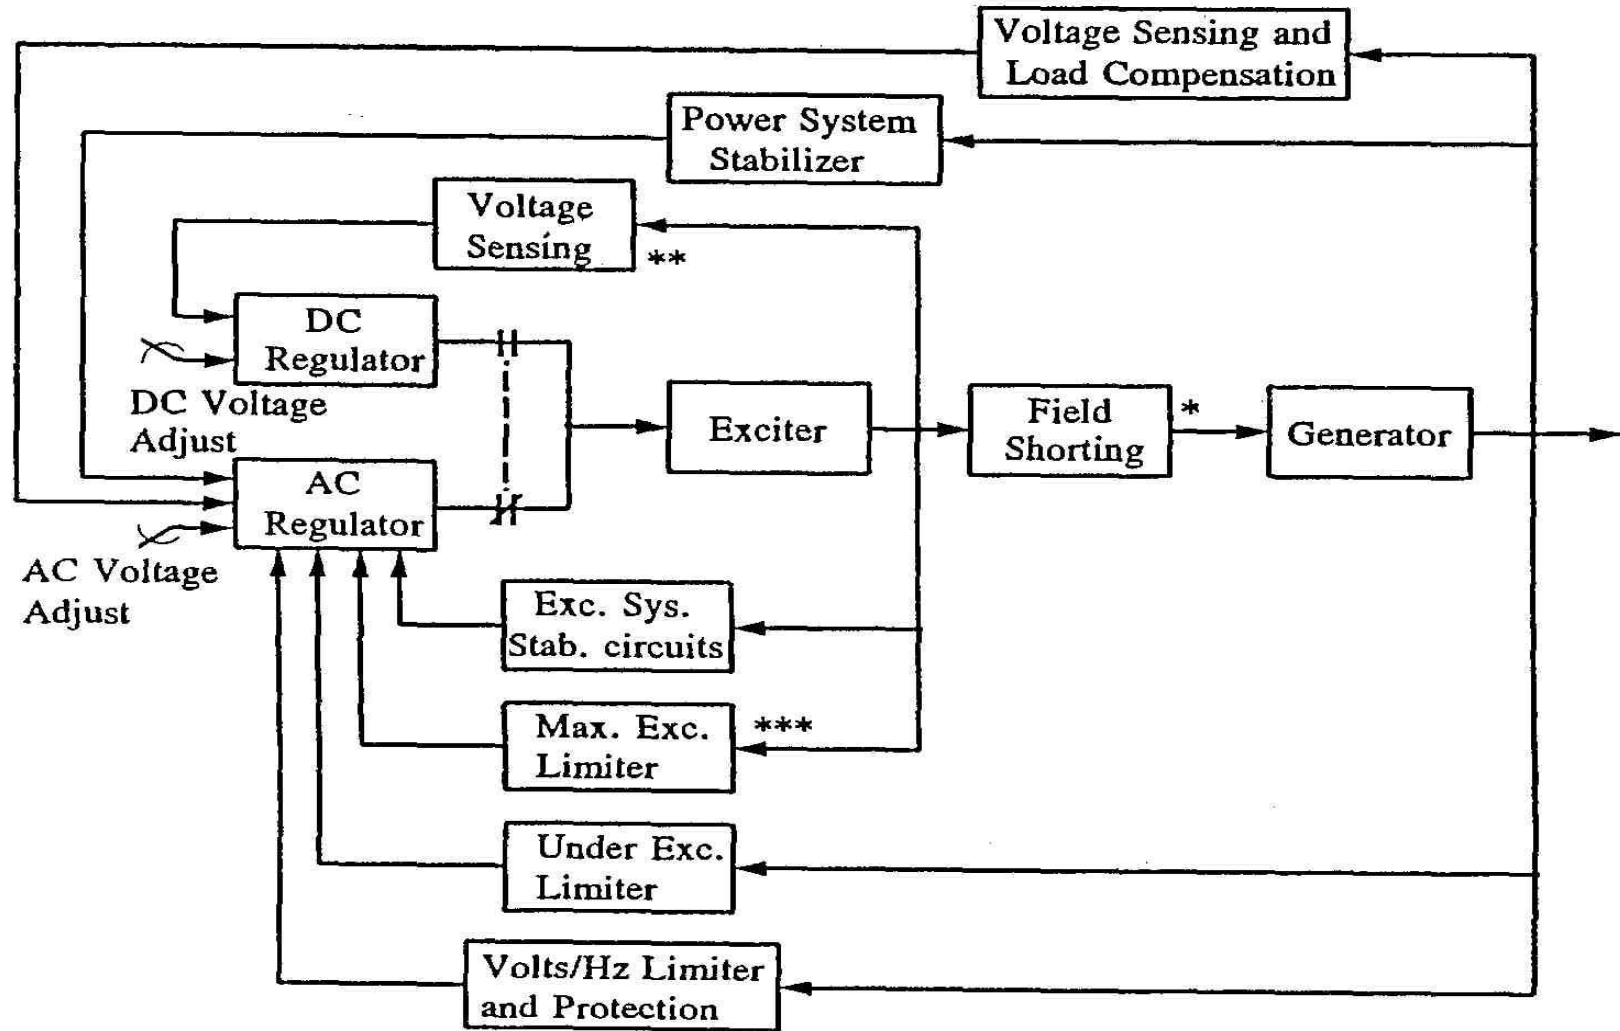 Voltage Sensing and
Load Compensation
Power System
Stabilizer
Voltage
Sensing
**
DC
Regulator
DC Voltage
Adjust
Exciter
Field
Shorting
*
Generator
AC
Regulator
AC Voltage
Adjust
Exc. Sys.
Stab. circuits
Max. Exc.
Limiter
***
Under Exc.
Limiter
Volts/Hz Limiter
and Protection